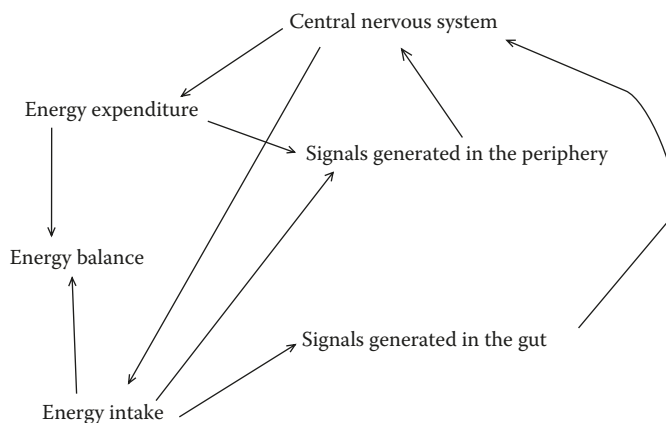 Central nervous system
Energy expenditure
Signals generated in the periphery
Energy balance
Signals generated in the gut
Energy intake